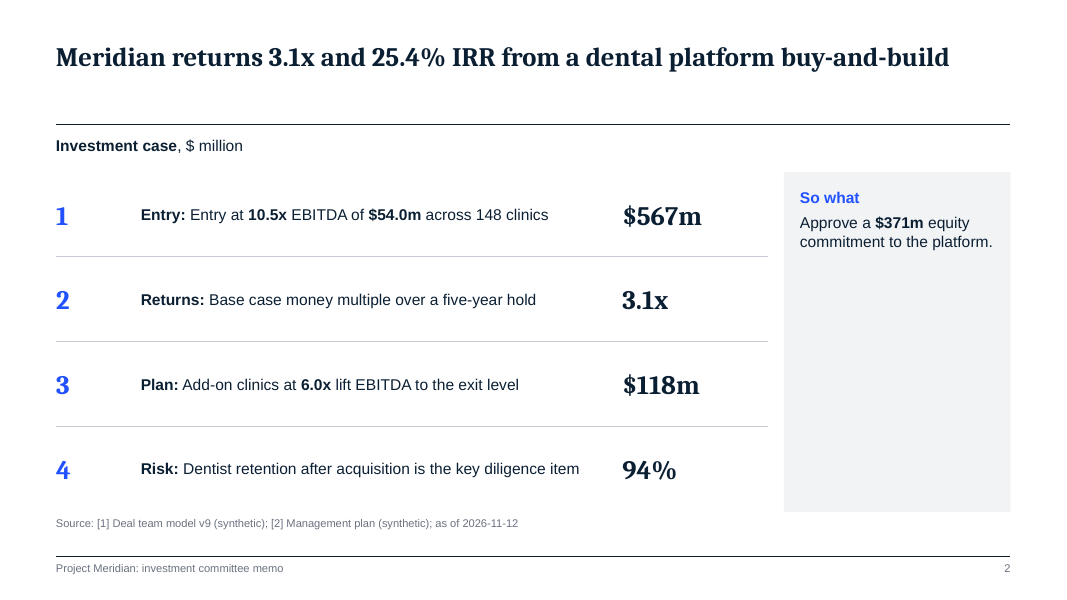 Meridian returns 3.1x and 25.4% IRR from a dental platform buy-and-build
Investment case, $ million
1
Entry: Entry at 10.5x EBITDA of $54.0m across 148 clinics
$567m
2
Returns: Base case money multiple over a five-year hold
3.1x
3
Plan: Add-on clinics at 6.0x lift EBITDA to the exit level
$118m
4
Risk: Dentist retention after acquisition is the key diligence item
94%
So what
Approve a $371m equity
commitment to the platform.
Source: [1] Deal team model v9 (synthetic); [2] Management plan (synthetic); as of 2026-11-12
Project Meridian: investment committee memo
2